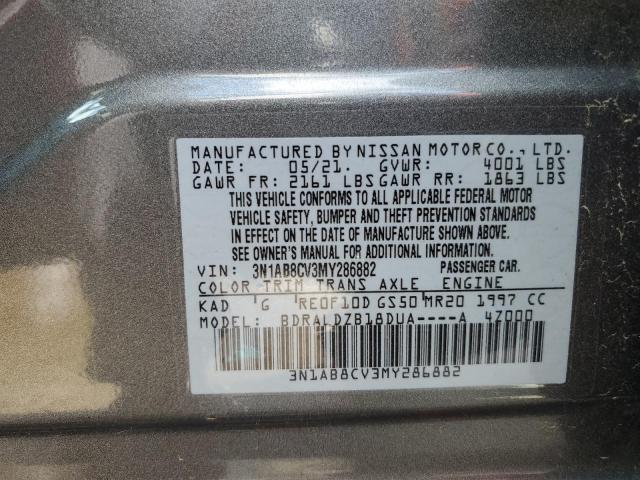 MANUFACTURED BY NISSAN MOTOR CO., LTD.
DATE: 05/21. GVWR: 4001 LBS
GAWR FR: 2161 LBS GAWR RR: 1863 LBS
THIS VEHICLE CONFORMS TO ALL APPLICABLE FEDERAL MOTOR
VEHICLE SAFETY, BUMPER AND THEFT PREVENTION STANDARDS
IN EFFECT ON THE DATE OF MANUFACTURE SHOWN ABOVE.
SEE OWNER'S MANUAL FOR ADDITIONAL INFORMATION.
VIN: 3N1AB8CV3MY286882 PASSENGER CAR.
COLOR TRIM TRANS AXLE ENGINE
KAD G RE0F10D GS50 MR20 1997 CC
MODEL: BDRALDZB18DUA----A 4Z000
3N1AB8CV3MY286882